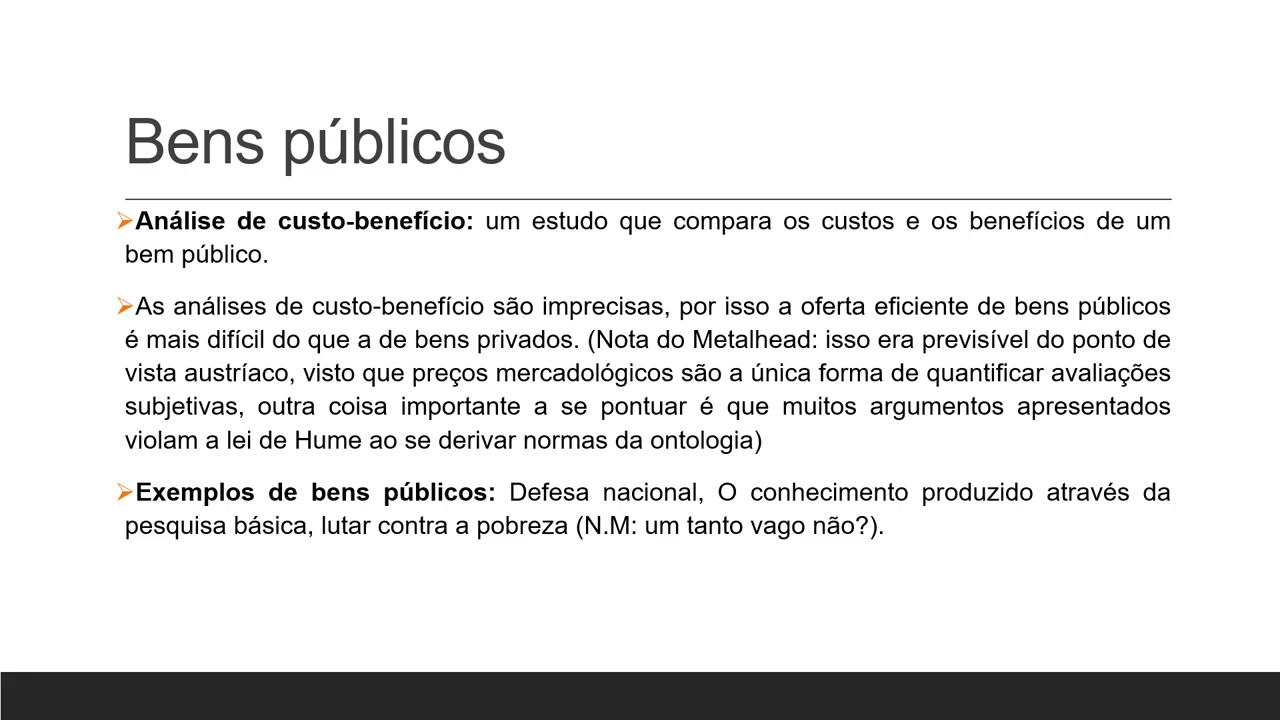 Bens públicos
Análise de custo-benefício: um estudo que compara os custos e os benefícios de um
bem público.
As análises de custo-benefício são imprecisas, por isso a oferta eficiente de bens públicos
é mais difícil do que a de bens privados. (Nota do Metalhead: isso era previsível do ponto de
vista austríaco, visto que preços mercadológicos são a única forma de quantificar avaliações
subjetivas, outra coisa importante a se pontuar é que muitos argumentos apresentados
violam a lei de Hume ao se derivar normas da ontologia)
Exemplos de bens públicos: Defesa nacional, O conhecimento produzido através da
pesquisa básica, lutar contra a pobreza (N.M: um tanto vago não?).